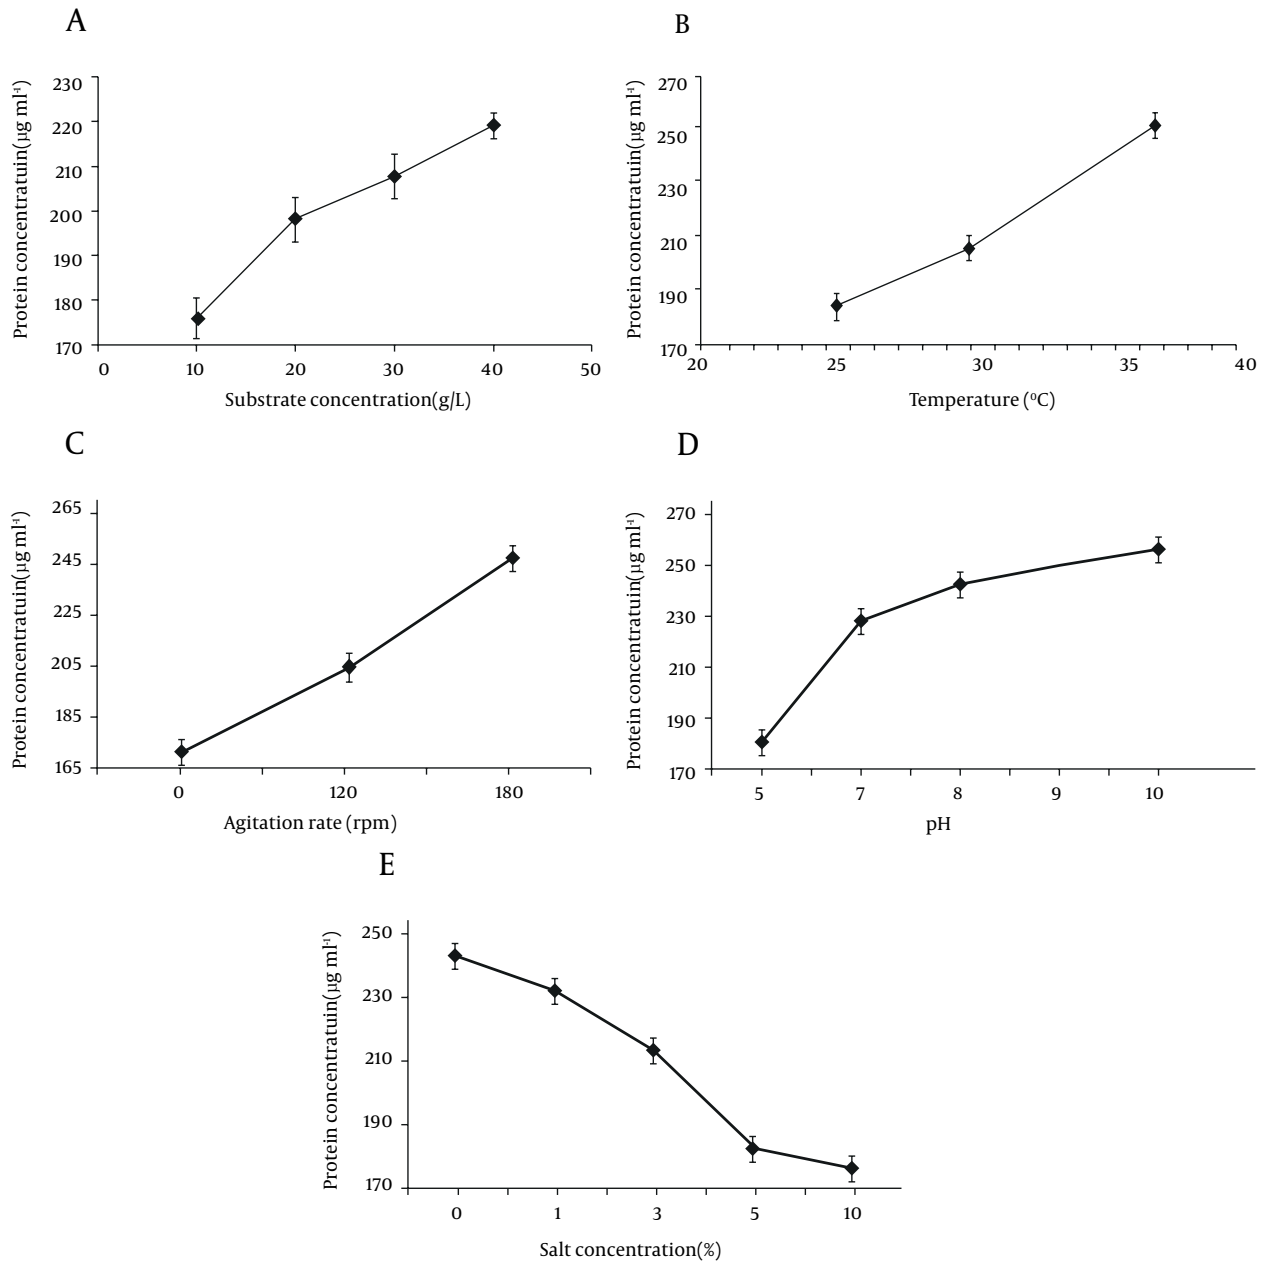 A
Protein concentratuin(µg ml⁻¹)
230
220
210
200
190
180
170
0 10 20 30 40 50
Substrate concentration(g/L)
B
Protein concentratuin(µg ml⁻¹)
270
250
230
210
190
170
20 25 30 35 40
Temperature (°C)
C
Protein concentratuin(µg ml⁻¹)
265
245
225
205
185
165
0 120 180
Agitation rate (rpm)
D
Protein concentratuin(µg ml⁻¹)
270
250
230
210
190
170
5 7 8 9 10
pH
E
Protein concentratuin(µg ml⁻¹)
250
230
210
190
170
0 1 3 5 10
Salt concentration(%)